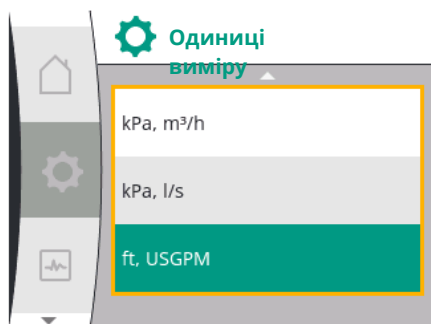 Одиниці
виміру
kPa, m³/h
kPa, l/s
ft, USGPM